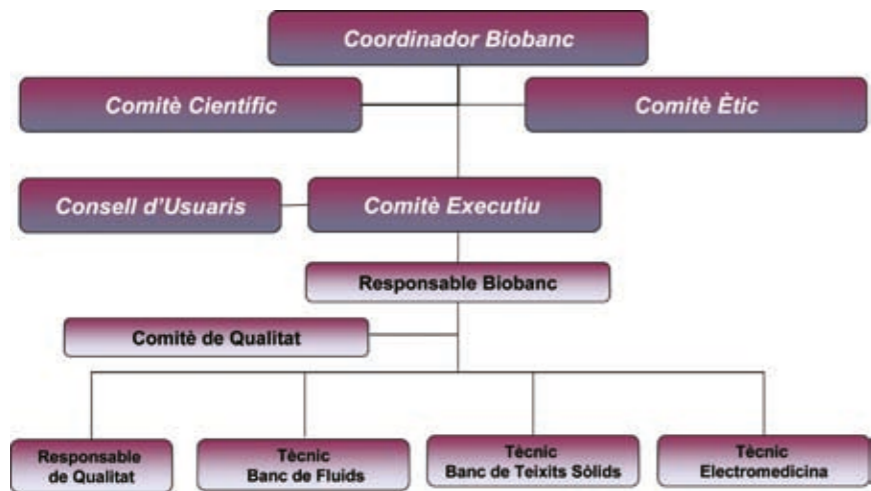 Coordinador Biobanc
Comitè Científic
Comitè Ètic
Consell d'Usuaris
Comitè Executiu
Responsable Biobanc
Comitè de Qualitat
Responsable
de Qualitat
Tècnic
Banc de Fluids
Tècnic
Banc de Teixits Sòlids
Tècnic
Electromedicina